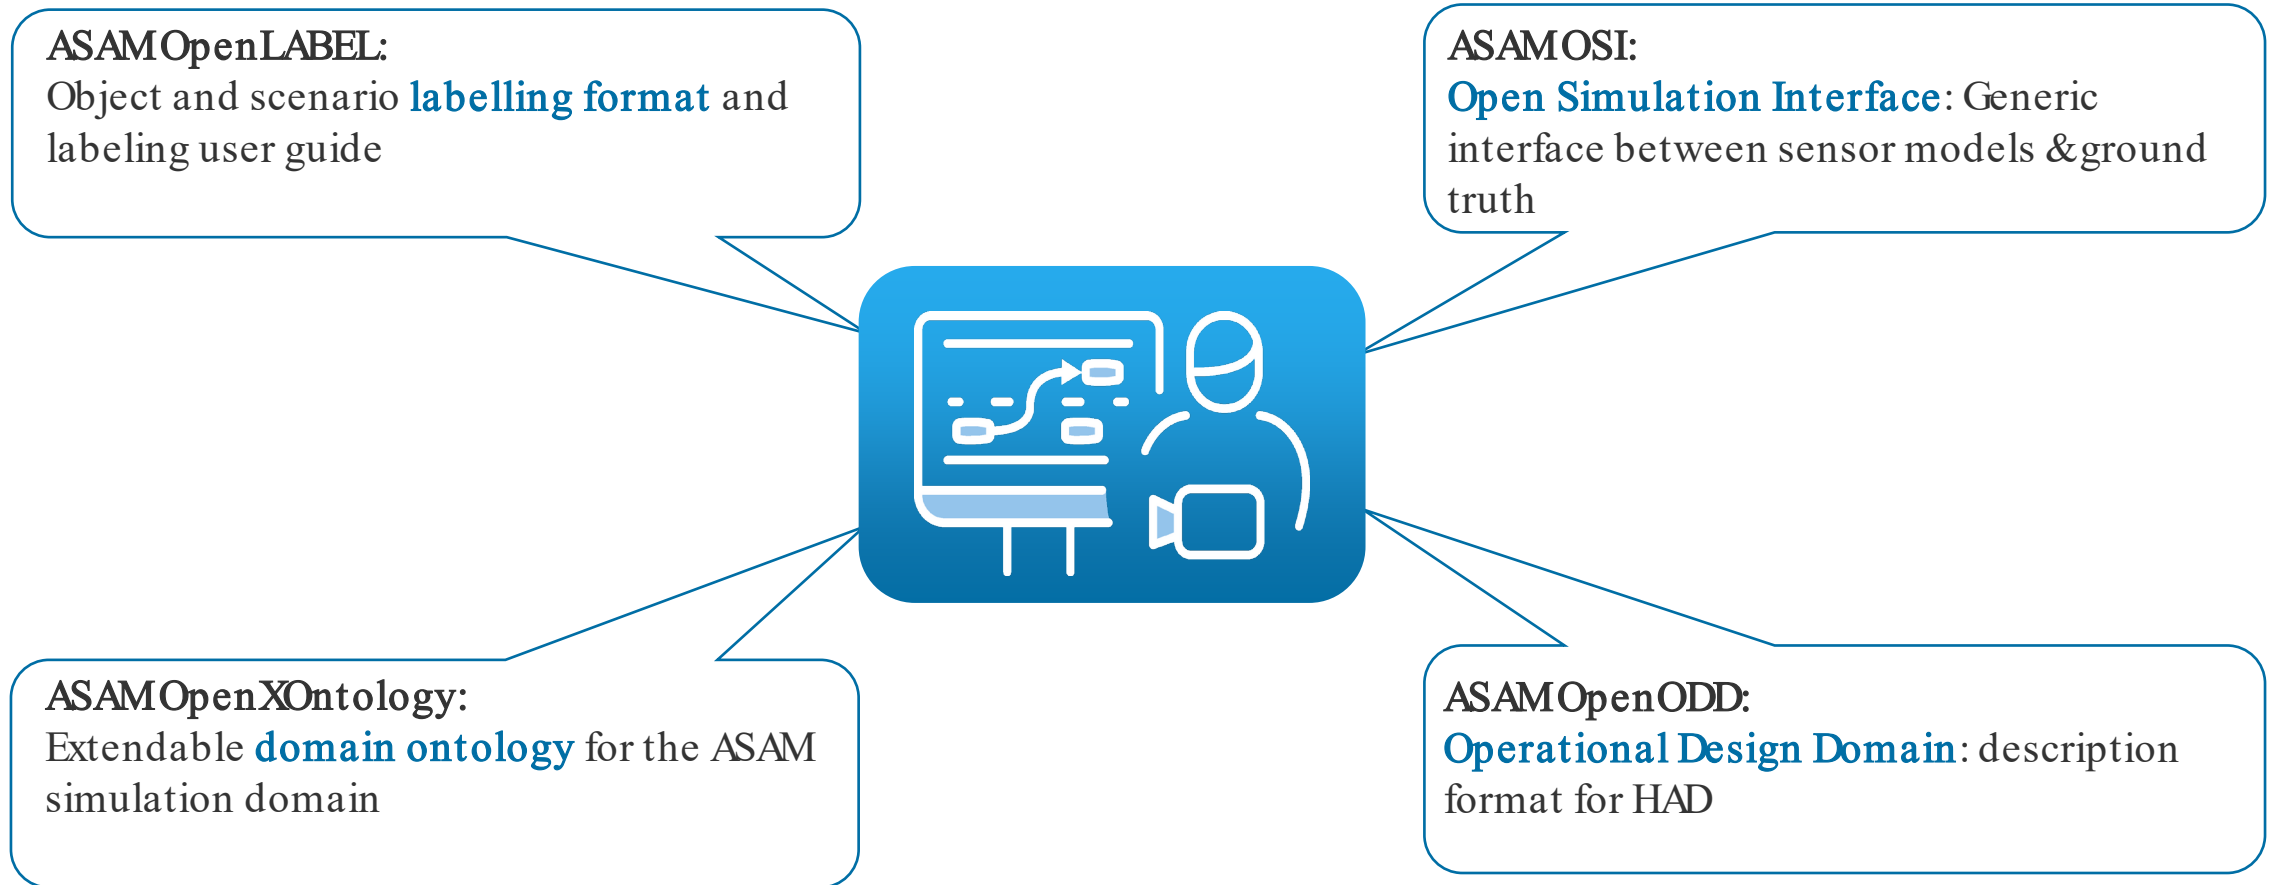 ASAM OpenLABEL:
Object and scenario labelling format and
labeling user guide
ASAM OSI:
Open Simulation Interface: Generic
interface between sensor models & ground
truth
ASAM OpenXOntology:
Extendable domain ontology for the ASAM
simulation domain
ASAM OpenODD:
Operational Design Domain: description
format for HAD